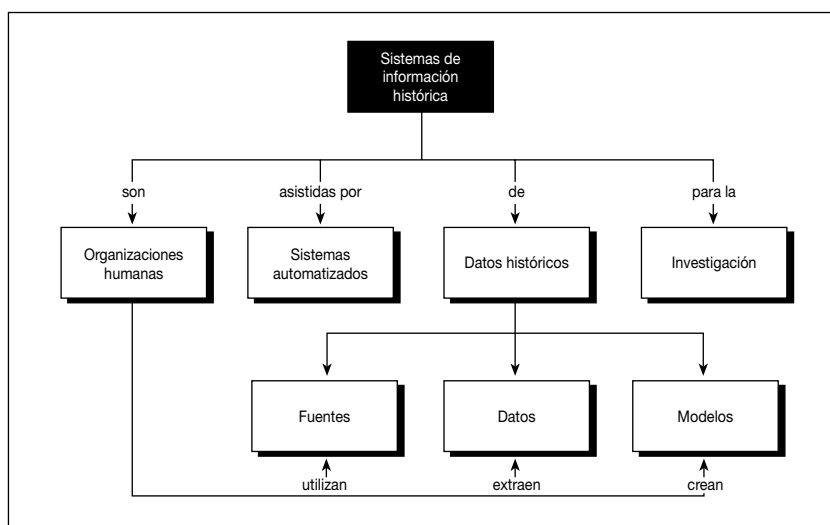 Sistemas de
información
histórica
son
asistidas por
de
para la
Organizaciones
humanas
Sistemas
automatizados
Datos históricos
Investigación
Fuentes
Datos
Modelos
utilizan
extraen
crean